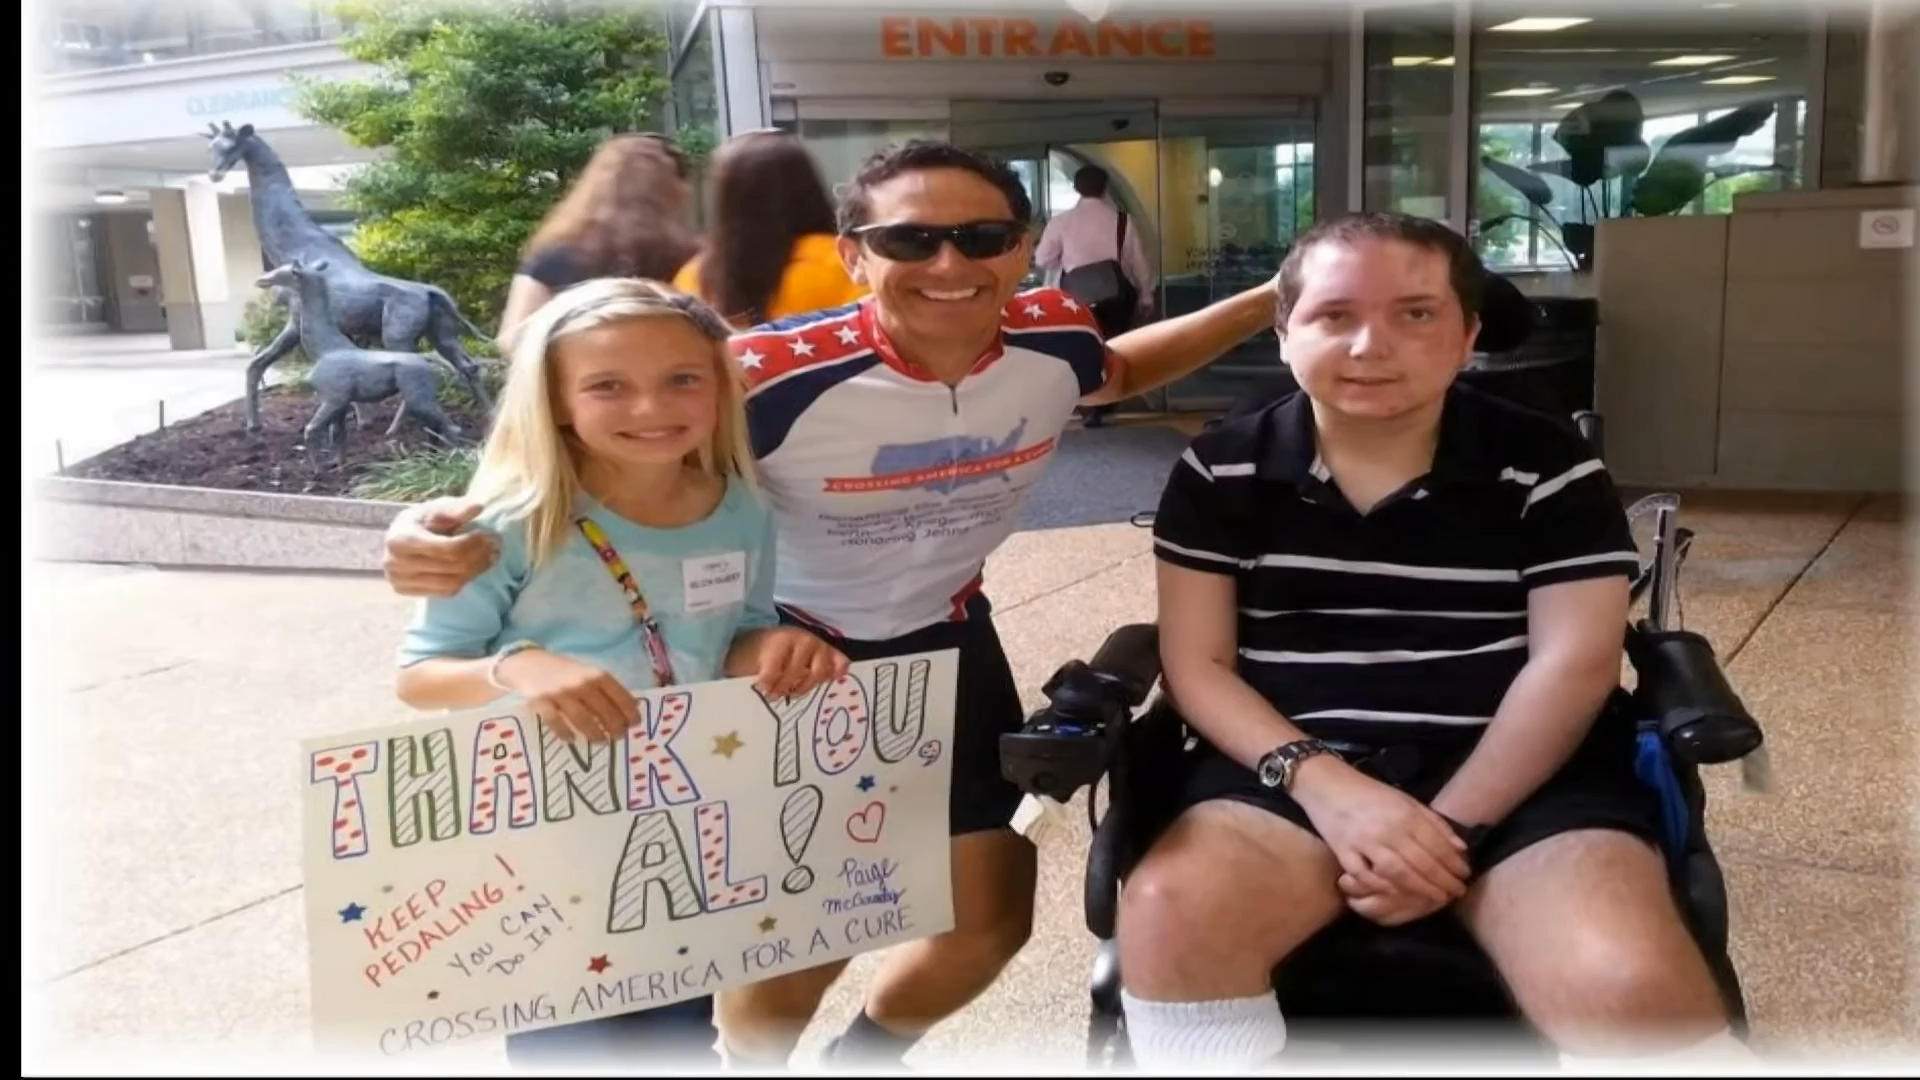 ENTRANCE
CROSSING AMERICA FOR A CURE
THANK YOU,
AL!
KEEP
PEDALING!
YOU CAN
DO IT!
Paige
CROSSING AMERICA FOR A CURE